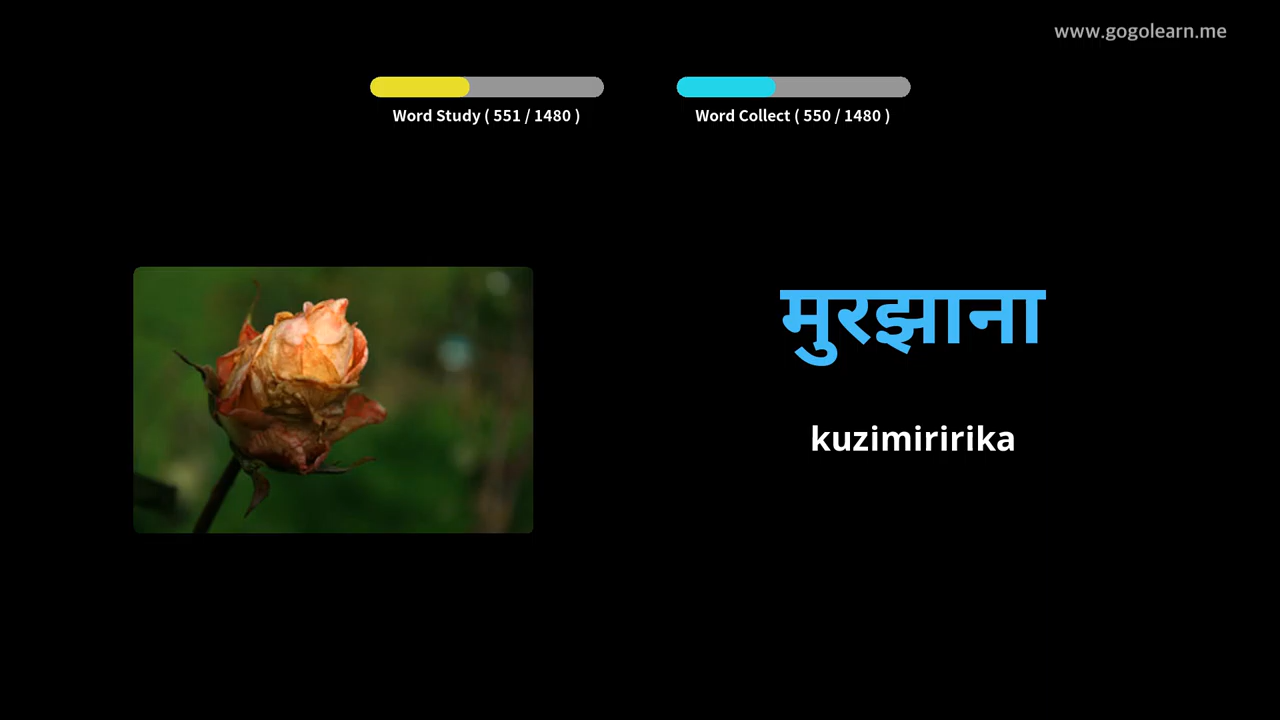 www.gogolearn.me
Word Study ( 551 / 1480 )
Word Collect ( 550 / 1480 )
मुरझाना
kuzimiririka